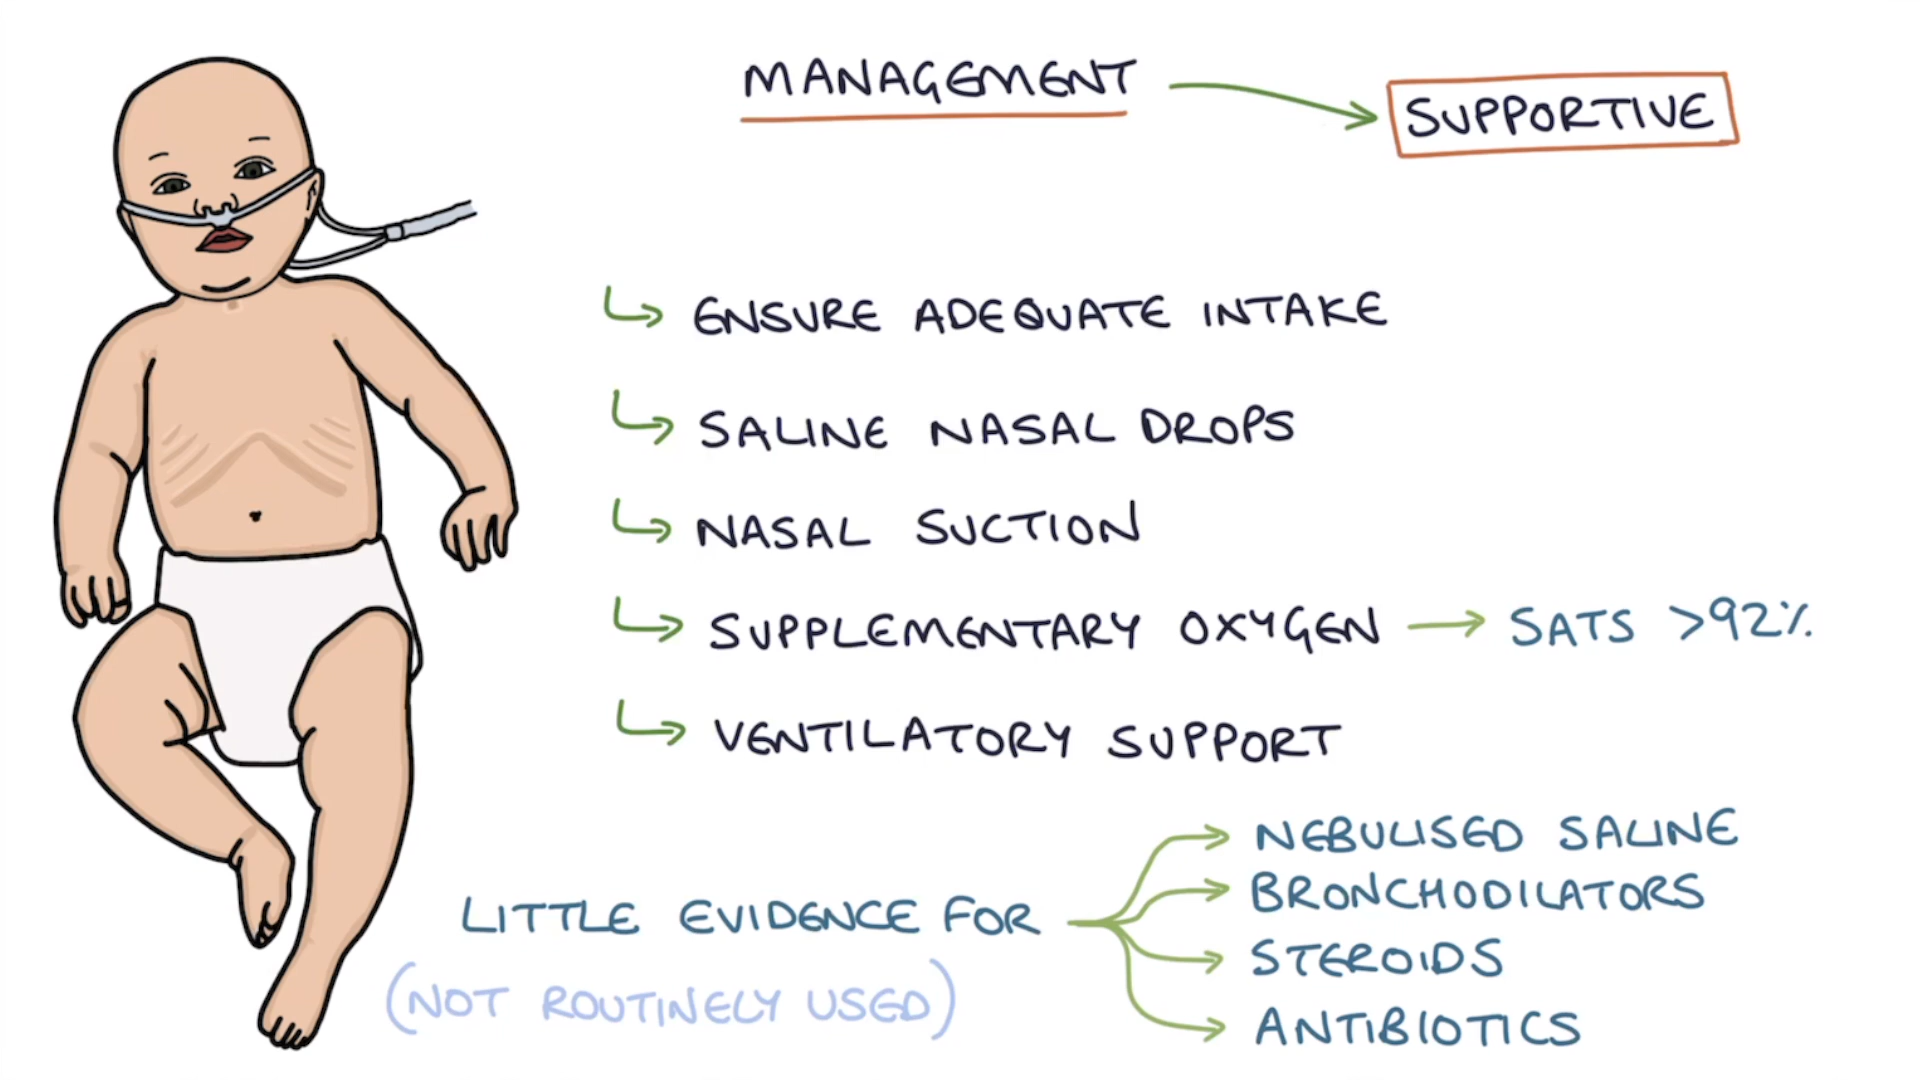 MANAGEMENT
SUPPORTIVE
ENSURE ADEQUATE INTAKE
SALINE NASAL DROPS
NASAL SUCTION
SUPPLEMENTARY OXYGEN
SATS >92%
VENTILATORY SUPPORT
LITTLE EVIDENCE FOR
(NOT ROUTINELY USED)
NEBULISED SALINE
BRONCHODILATORS
STEROIDS
ANTIBIOTICS